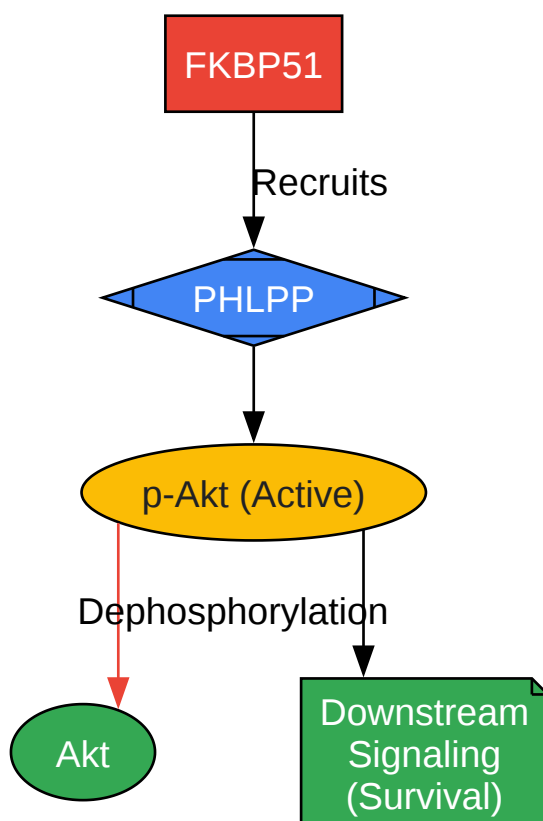 FKBP51
Recruits
PHLPP
p-Akt (Active)
Dephosphorylation
Akt
Downstream
Signaling
(Survival)